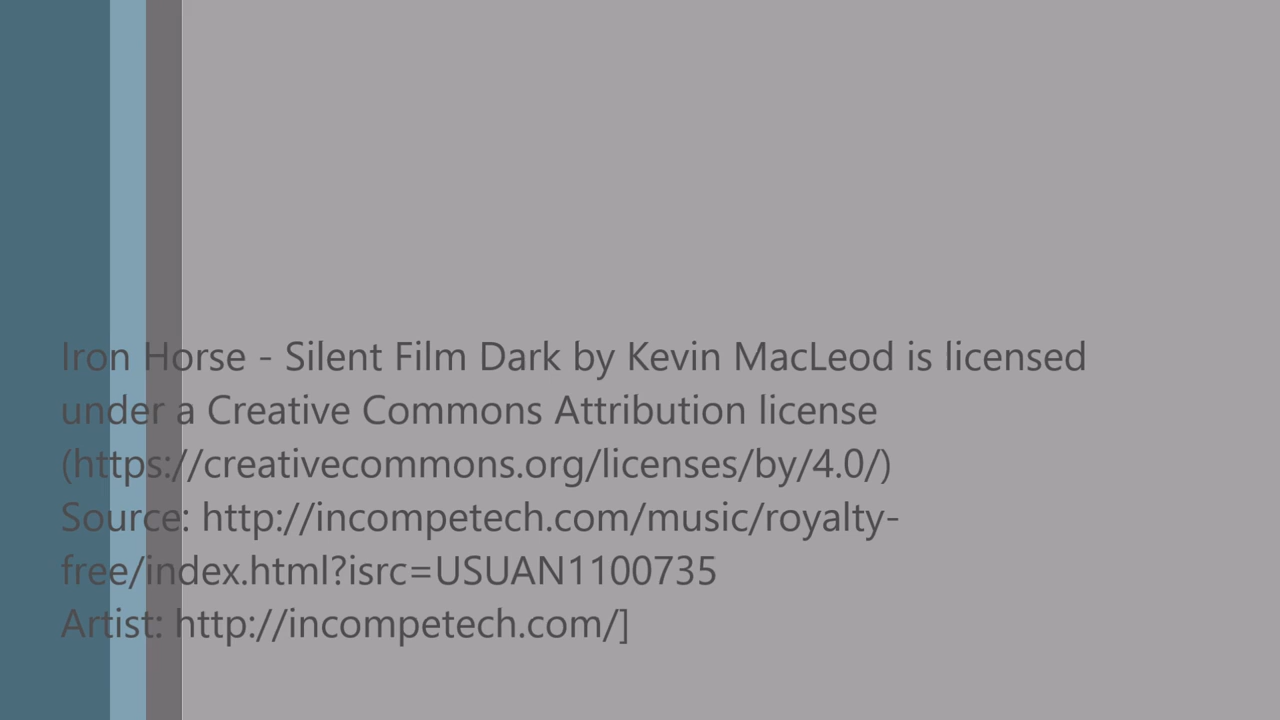 Iron Horse - Silent Film Dark by Kevin MacLeod is licensed
under a Creative Commons Attribution license
(https://creativecommons.org/licenses/by/4.0/)
Source: http://incompetech.com/music/royalty-
free/index.html?isrc=USUAN1100735
Artist: http://incompetech.com/]